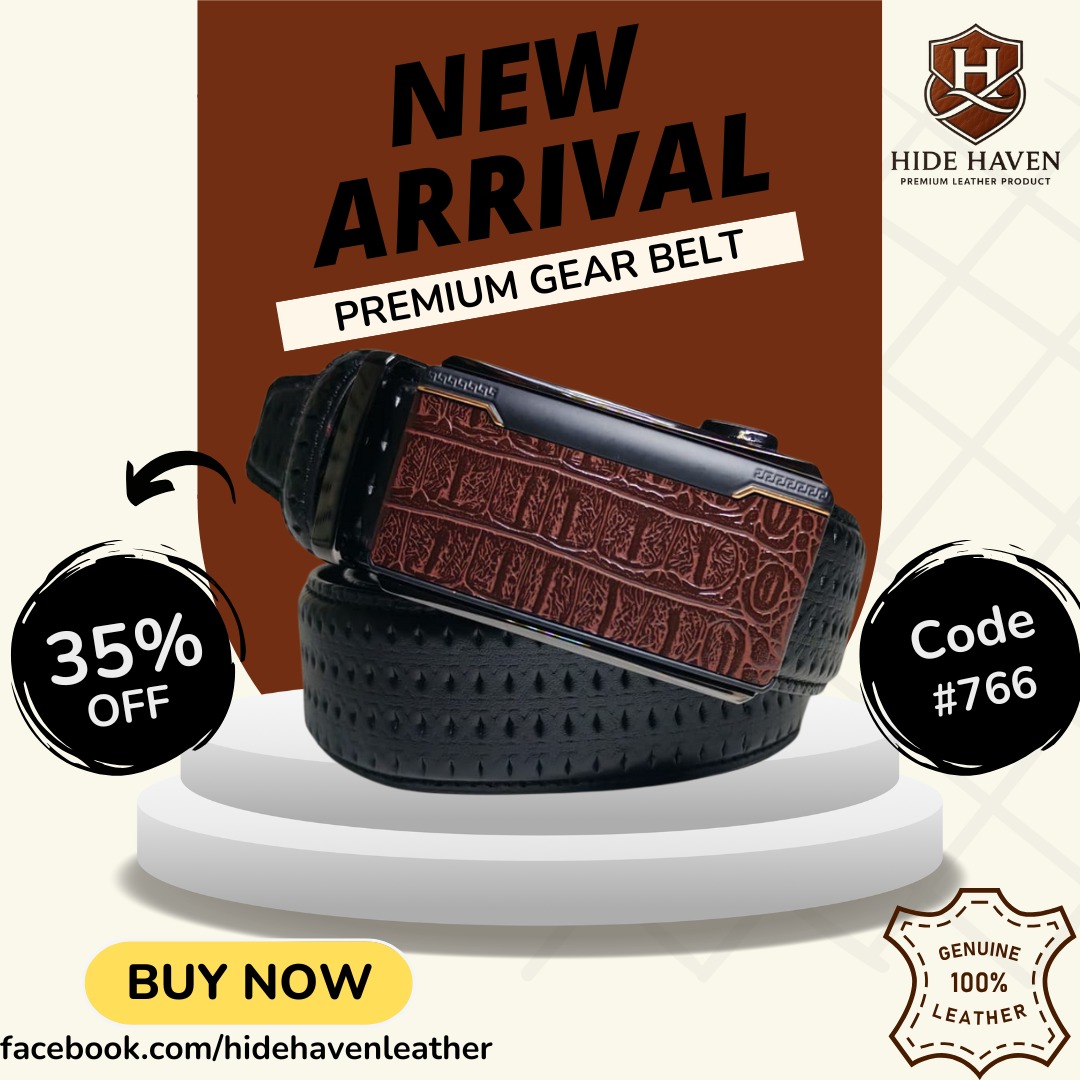 NEW
ARRIVAL
PREMIUM GEAR BELT
H
HIDE HAVEN
PREMIUM LEATHER PRODUCT
35%
OFF
Code
#766
BUY NOW
facebook.com/hidehavenleather
GENUINE
100%
LEATHER